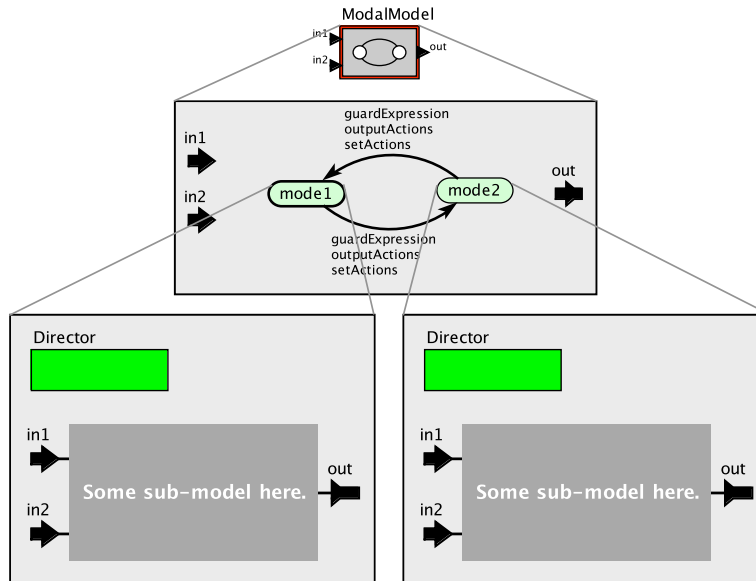 ModalModel
in1
in2
out
guardExpression
outputActions
setActions
in1
in2
out
mode1
mode2
guardExpression
outputActions
setActions
Director
in1
in2
out
Some sub-model here.
Director
in1
in2
out
Some sub-model here.